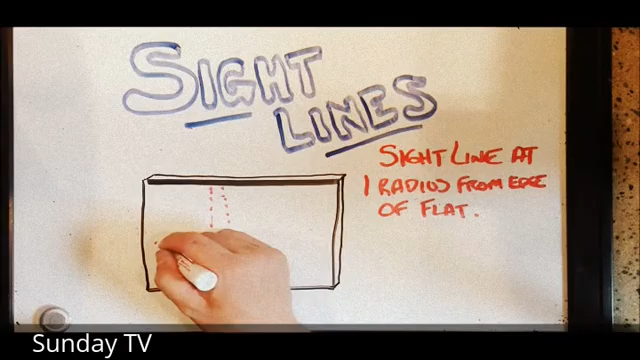 SIGHT
LINES
SIGHT LINE AT
1 RADIUS FROM EDGE
OF FLAT.
Sunday TV